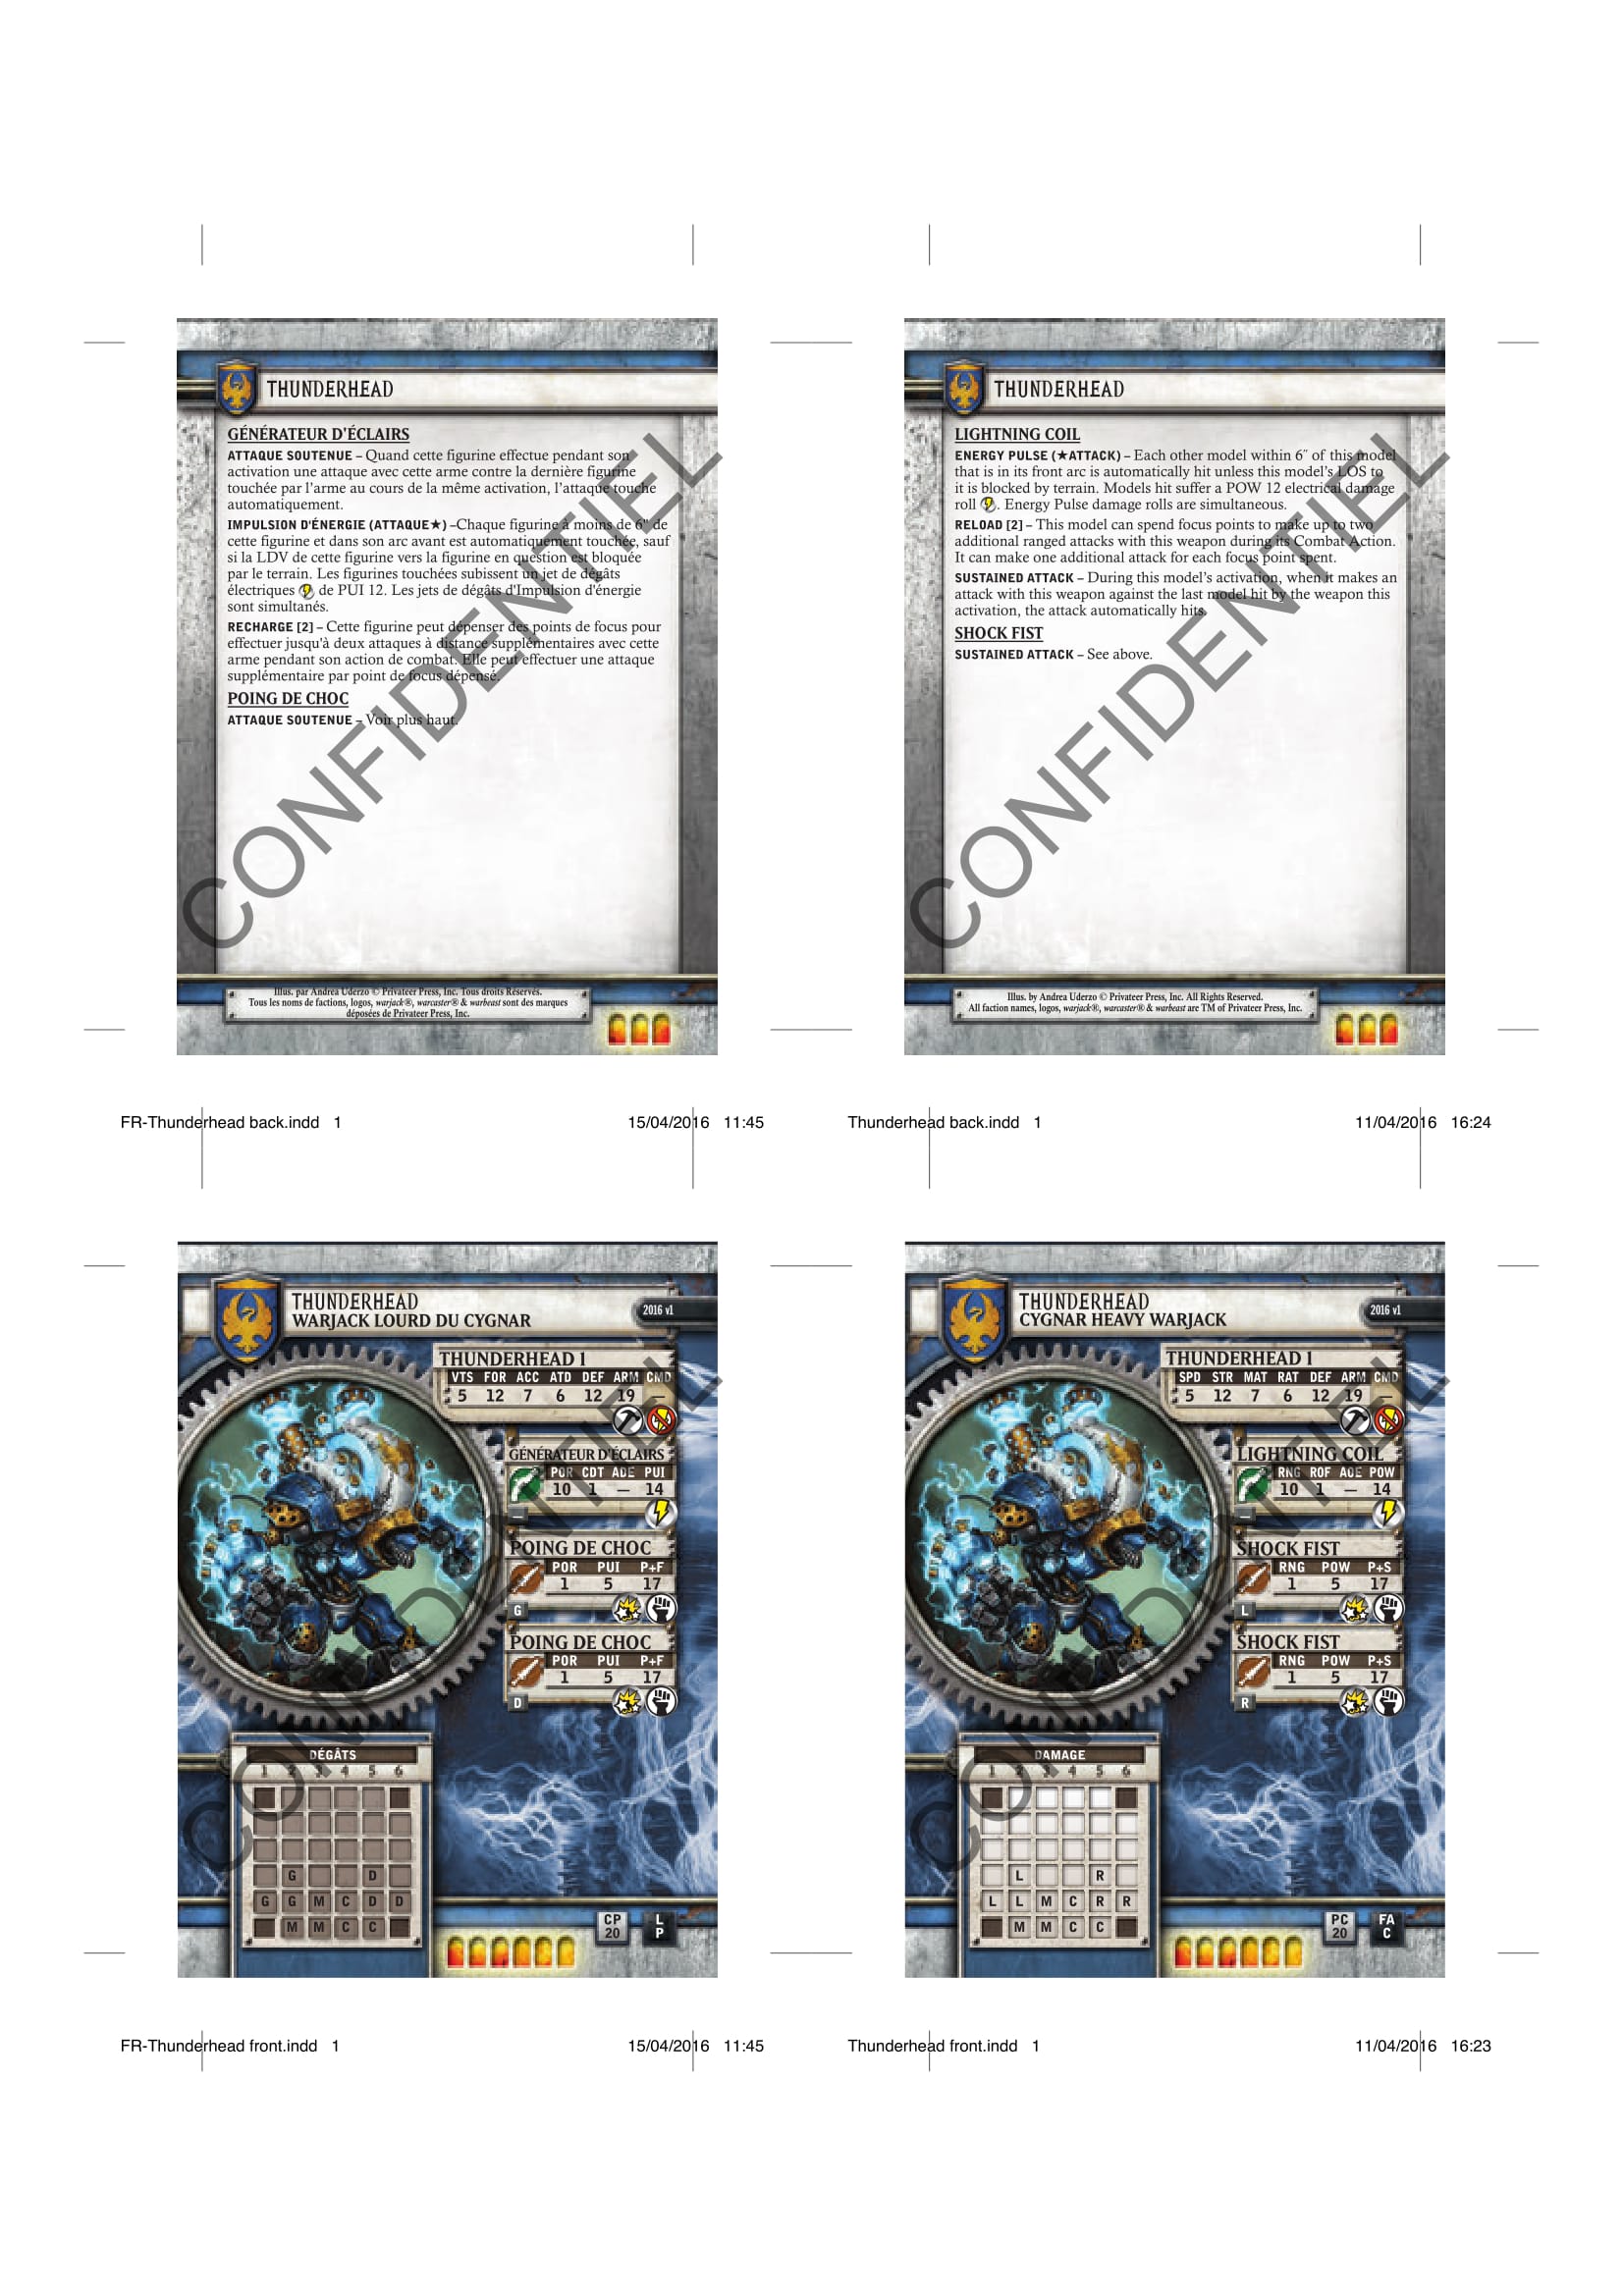 THUNDERHEAD
GÉNÉRATEUR D'ÉCLAIRS
ATTAQUE SOUTENUE – Quand cette figurine effectue pendant son
activation une attaque avec cette arme contre la dernière figurine
touchée par l'arme au cours de la même activation, l'attaque touche
automatiquement.
IMPULSION D'ÉNERGIE (ATTAQUE★) –Chaque figurine à moins de 6" de
cette figurine et dans son arc avant est automatiquement touchée, sauf
si la LDV de cette figurine vers la figurine en question est bloquée
par le terrain. Les figurines touchées subissent un jet de dégâts
électriques de PUI 12. Les jets de dégâts d'Impulsion d'énergie
sont simultanés.
RECHARGE [2] – Cette figurine peut dépenser des points de focus pour
effectuer jusqu'à deux attaques à distance supplémentaires avec cette
arme pendant son action de combat. Elle peut effectuer une attaque
supplémentaire par point de focus dépensé.
POING DE CHOC
ATTAQUE SOUTENUE – Voir plus haut.
CONFIDENTIEL
Illus. par Andrea Uderzo © Privateer Press, Inc. Tous droits Réservés.
Tous les noms de factions, logos, warjack®, warcaster® & warbeast sont des marques
déposées de Privateer Press, Inc.
FR-Thunderhead back.indd 1 15/04/2016 11:45
THUNDERHEAD
LIGHTNING COIL
ENERGY PULSE (★ATTACK) – Each other model within 6″ of this model
that is in its front arc is automatically hit unless this model's LOS to
it is blocked by terrain. Models hit suffer a POW 12 electrical damage
roll . Energy Pulse damage rolls are simultaneous.
RELOAD [2] – This model can spend focus points to make up to two
additional ranged attacks with this weapon during its Combat Action.
It can make one additional attack for each focus point spent.
SUSTAINED ATTACK – During this model's activation, when it makes an
attack with this weapon against the last model hit by the weapon this
activation, the attack automatically hits.
SHOCK FIST
SUSTAINED ATTACK – See above.
CONFIDENTIEL
Illus. by Andrea Uderzo © Privateer Press, Inc. All Rights Reserved.
All faction names, logos, warjack®, warcaster® & warbeast are TM of Privateer Press, Inc.
Thunderhead back.indd 1 11/04/2016 16:24
THUNDERHEAD
WARJACK LOURD DU CYGNAR
2016 v1
THUNDERHEAD 1
VTS FOR ACC ATD DEF ARM CMD
5 12 7 6 12 19 —
GÉNÉRATEUR D'ÉCLAIRS
POR CDT ADE PUI
10 1 — 14
—
POING DE CHOC
POR PUI P+F
1 5 17
G
POING DE CHOC
POR PUI P+F
1 5 17
D
DÉGÂTS
1 2 3 4 5 6
G D
G G M C D D
M M C C
CP
20
L
P
CONFIDENTIEL
FR-Thunderhead front.indd 1 15/04/2016 11:45
THUNDERHEAD
CYGNAR HEAVY WARJACK
2016 v1
THUNDERHEAD 1
SPD STR MAT RAT DEF ARM CMD
5 12 7 6 12 19 —
LIGHTNING COIL
RNG ROF AOE POW
10 1 — 14
—
SHOCK FIST
RNG POW P+S
1 5 17
L
SHOCK FIST
RNG POW P+S
1 5 17
R
DAMAGE
1 2 3 4 5 6
L R
L L M C R R
M M C C
PC
20
FA
C
CONFIDENTIEL
Thunderhead front.indd 1 11/04/2016 16:23